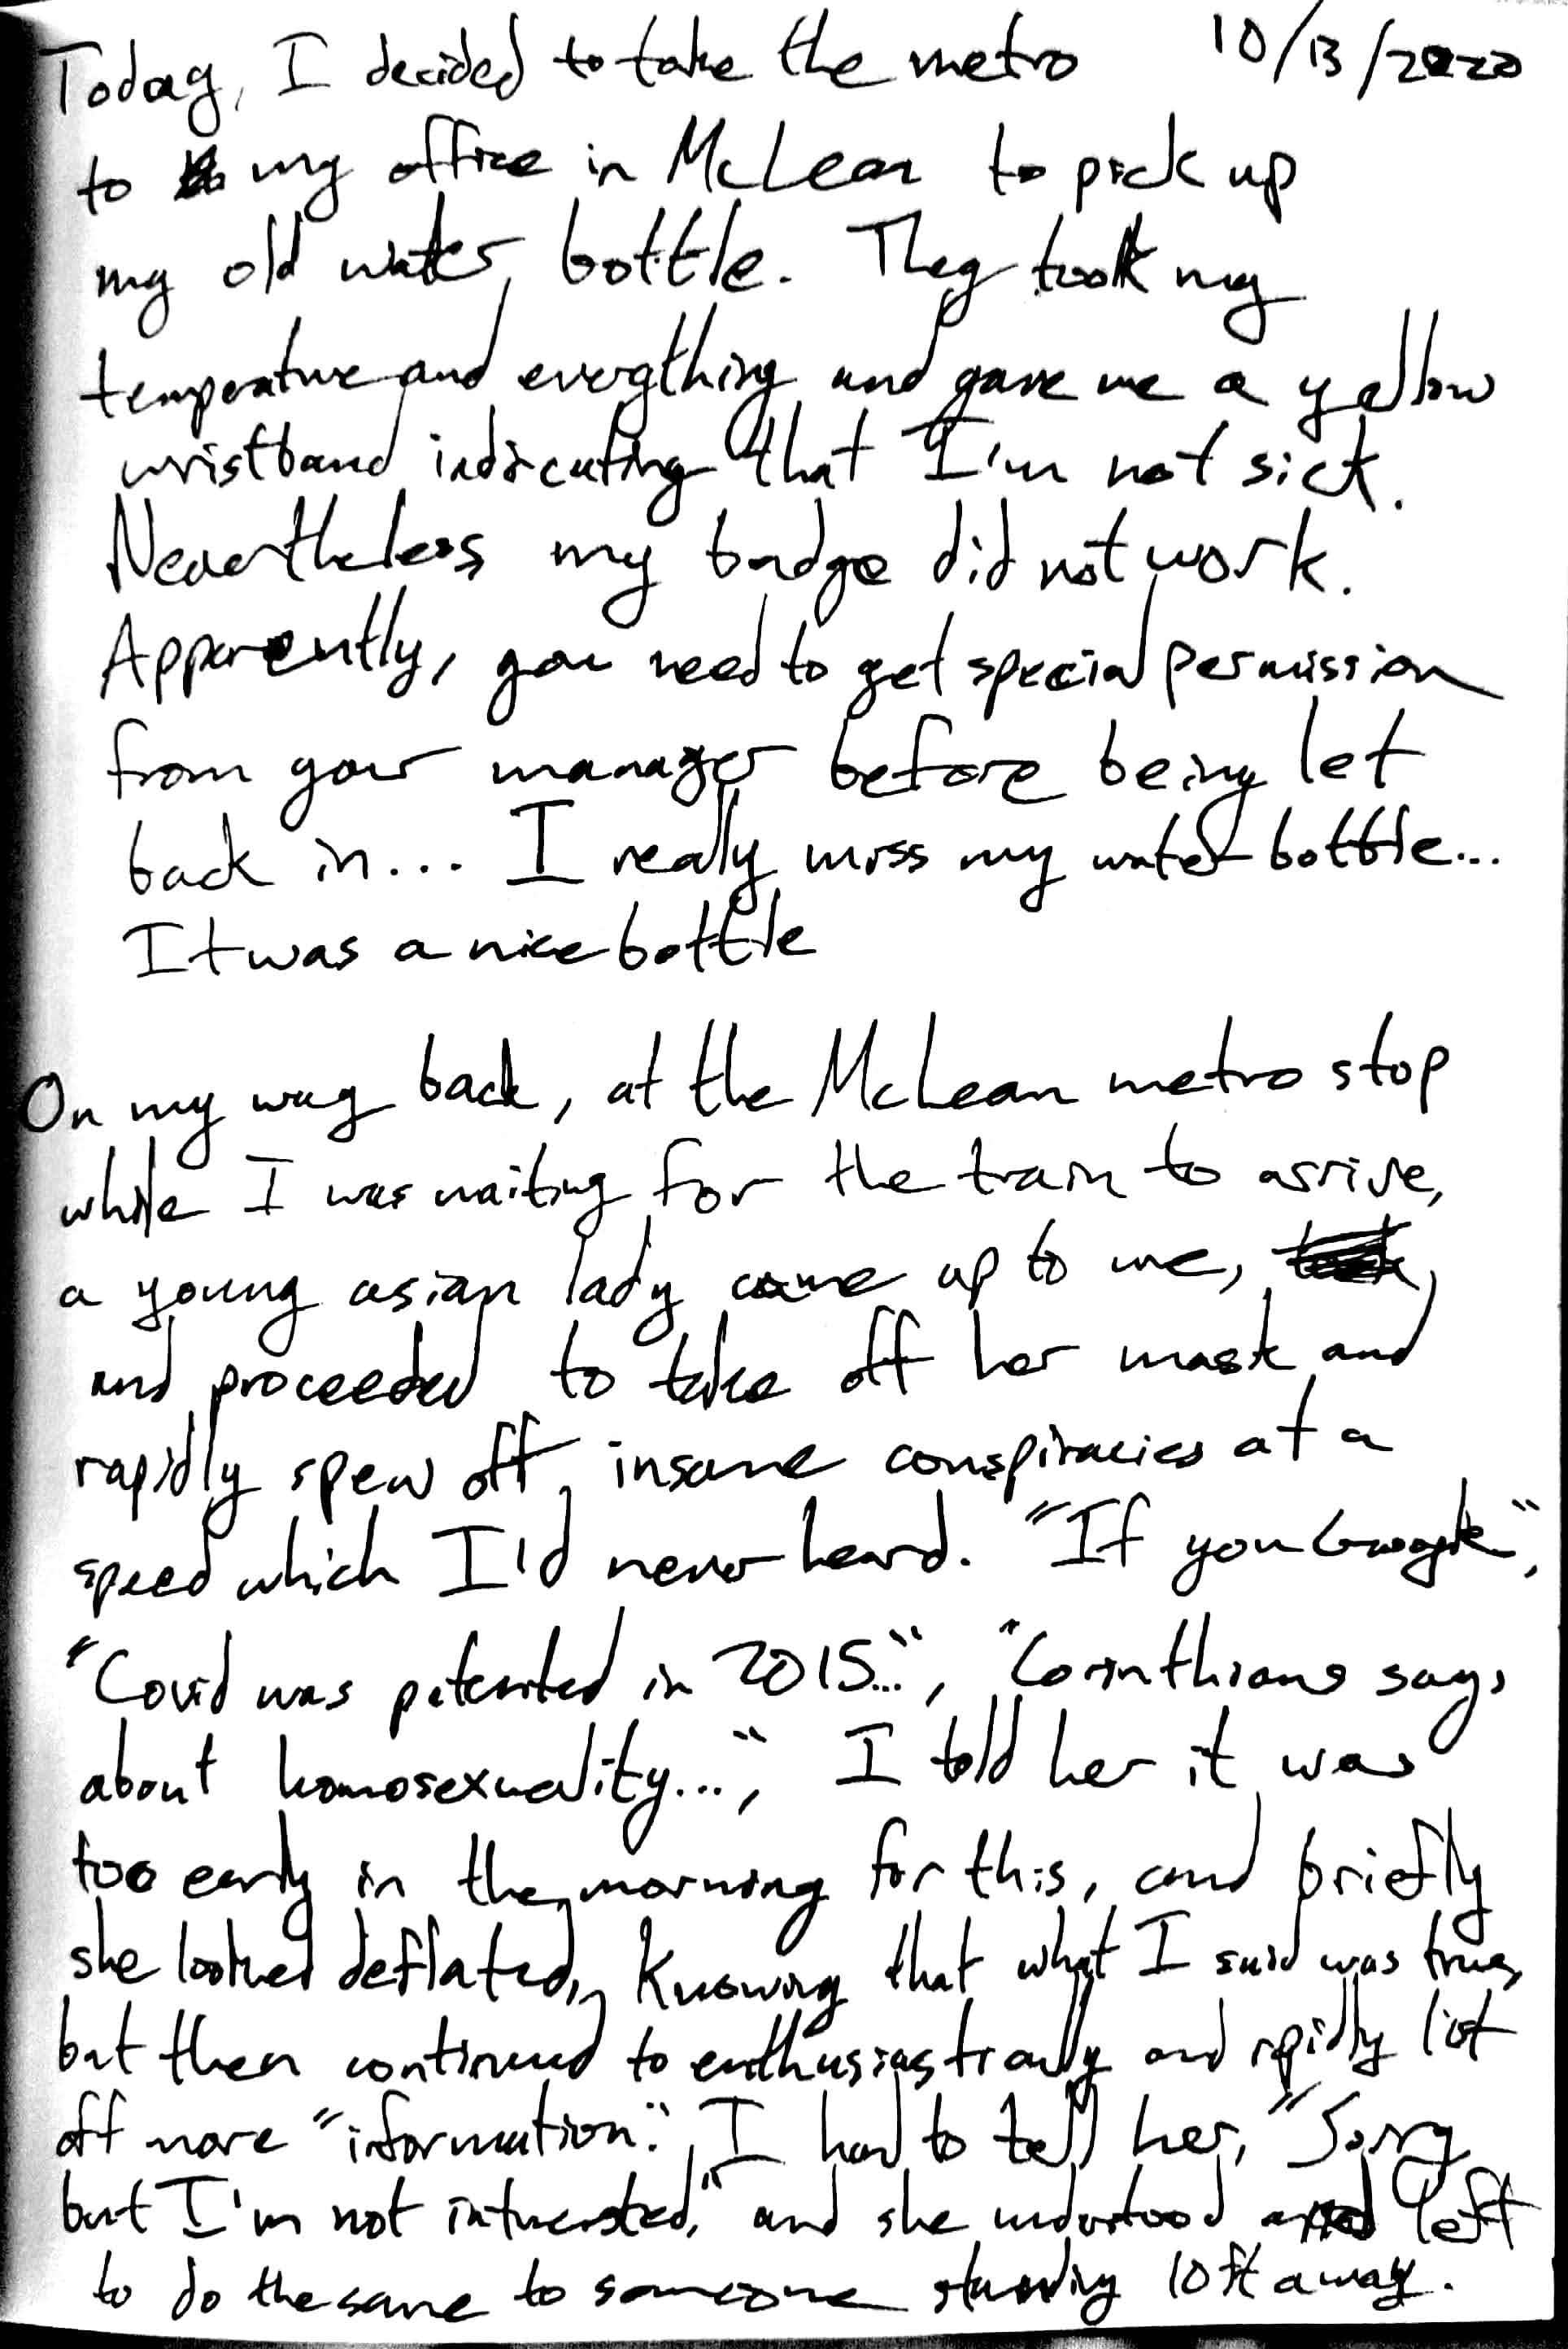 Today, I decided to take the metro 10/13/2020
to my office in McLean to pick up
my old water bottle. They took my
temperature and everything and gave me a yellow
wristband indicating that I'm not sick.
Nevertheless my badge did not work.
Apparently, you need to get special permission
from your manager before being let
back in... I really miss my water bottle...
It was a nice bottle
On my way back, at the McLean metro stop
while I was waiting for the train to arrive,
a young asian lady came up to me,
and proceeded to take off her mask and
rapidly spew off insane conspiracies at a
speed which I'd never heard. "If you Google",
"Covid was patented in 2015...", "Corinthians says
about homosexuality...", I told her it was
too early in the morning for this, and briefly
she looked deflated, knowing that what I said was true,
but then continued to enthusiastically and rapidly list
off more "information". I had to tell her, "Sorry
but I'm not interested," and she understood and left
to do the same to someone standing 10 ft away.